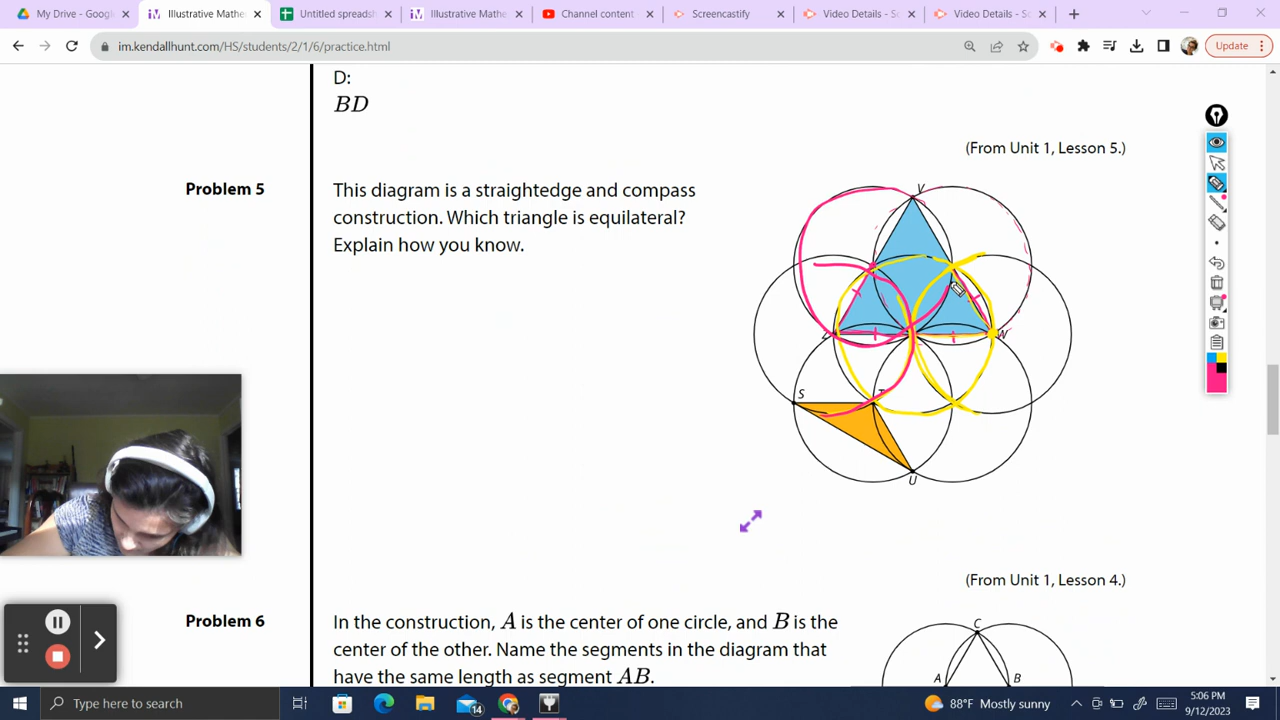 My Drive - Googl
Illustrative Mathe
Untitled spreadsh
Illustrative Mathe
Channel content
Screencastify
Video Details - Sc
Video Details - Sc
im.kendallhunt.com/HS/students/2/1/6/practice.html
Update
D:
BD
(From Unit 1, Lesson 5.)
Problem 5
This diagram is a straightedge and compass
construction. Which triangle is equilateral?
Explain how you know.
V
Z
W
S
T
U
(From Unit 1, Lesson 4.)
Problem 6
In the construction, A is the center of one circle, and B is the
center of the other. Name the segments in the diagram that
have the same length as segment AB.
C
A
B
Type here to search
14
88°F Mostly sunny
5:06 PM
9/12/2023